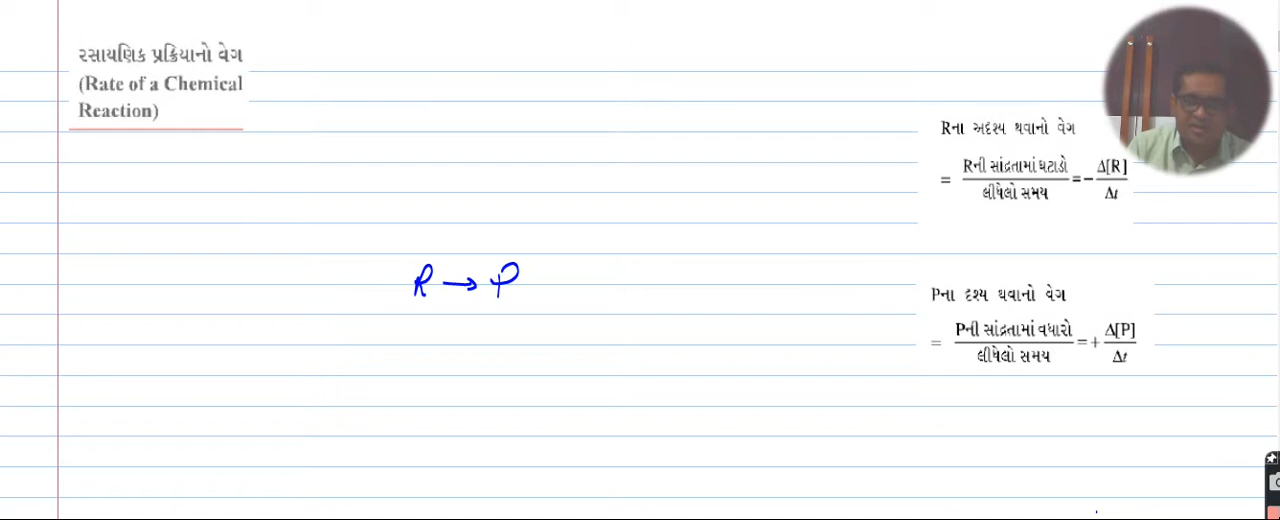 રસાયણિક પ્રક્રિયાનો વેગ
(Rate of a Chemical
Reaction)
Rના અદૃશ્ય થવાનો વેગ
= Rની સાંદ્રતામાં ઘટાડો / લીધેલો સમય = − Δ[R] / Δt
R → P
Pના દૃશ્ય થવાનો વેગ
= Pની સાંદ્રતામાં વધારો / લીધેલો સમય = + Δ[P] / Δt